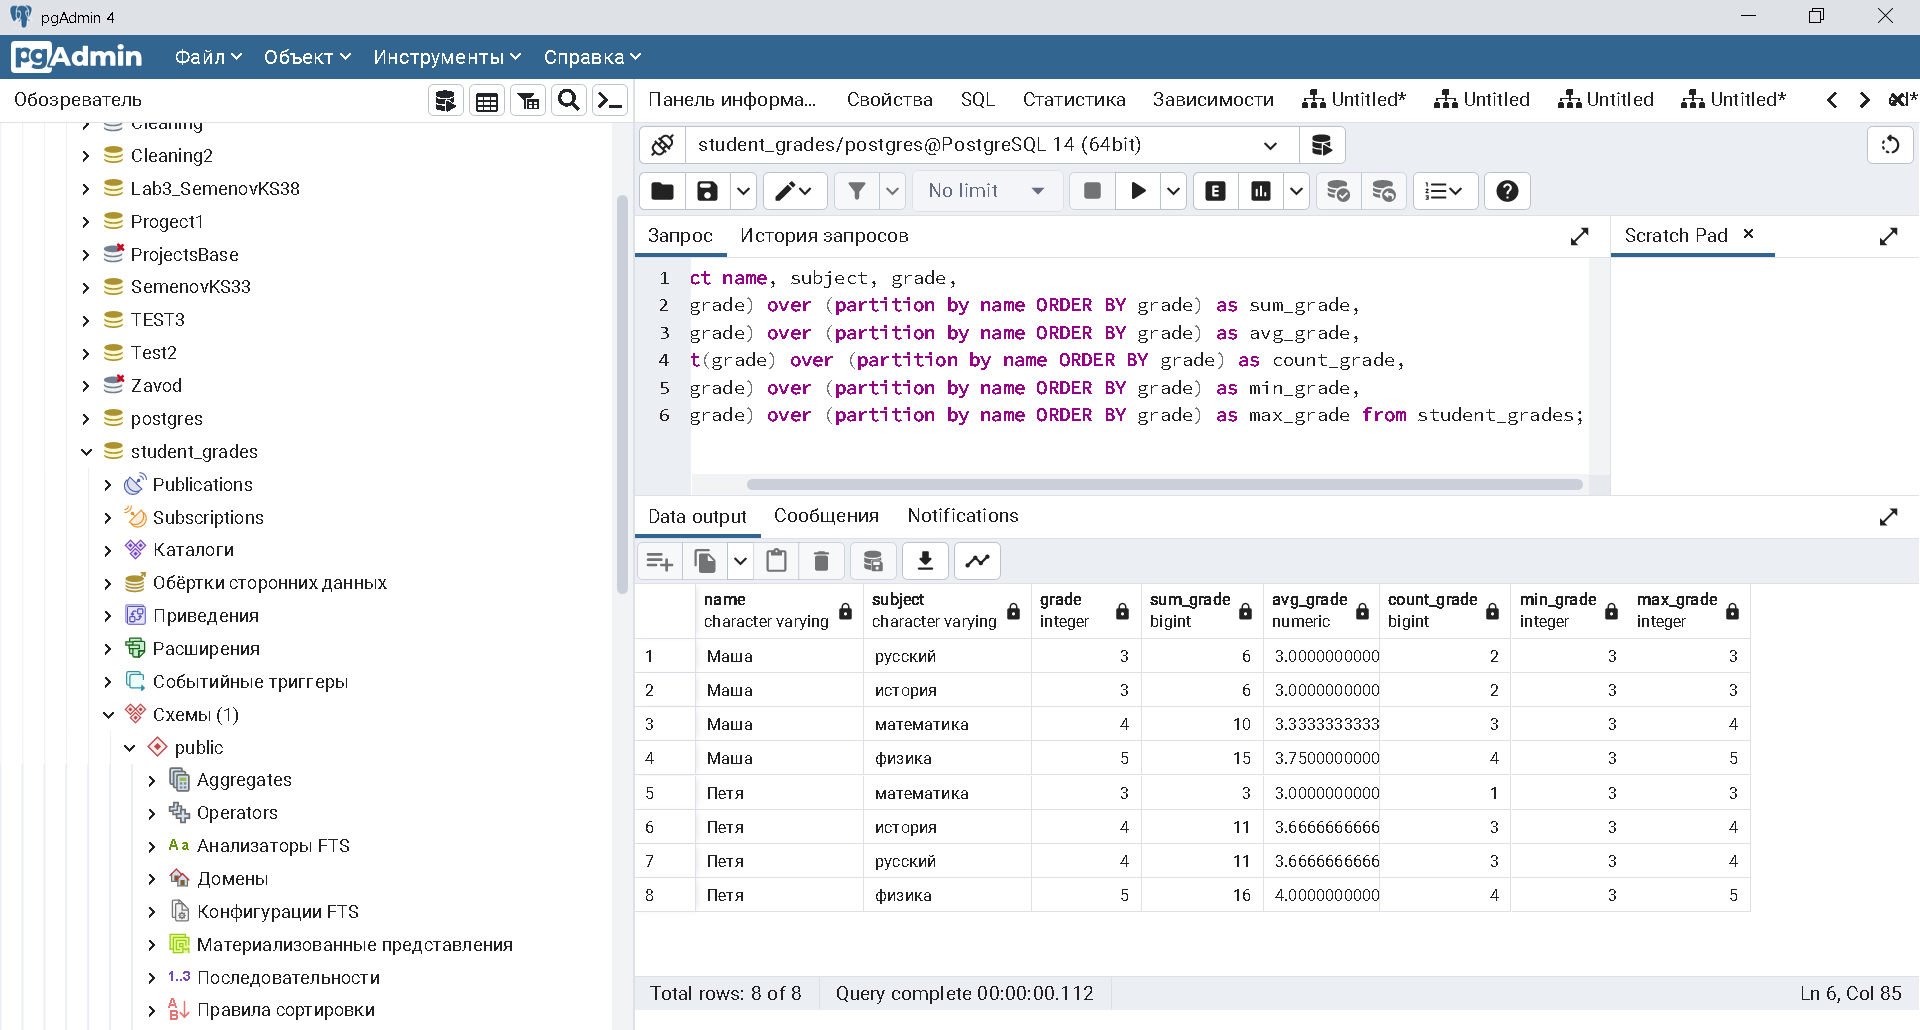 pgAdmin 4
pgAdmin Файл Объект Инструменты Справка
Обозреватель
Cleaning
Cleaning2
Lab3_SemenovKS38
Progect1
ProjectsBase
SemenovKS33
TEST3
Test2
Zavod
postgres
student_grades
Publications
Subscriptions
Каталоги
Обёртки сторонних данных
Приведения
Расширения
Событийные триггеры
Схемы (1)
public
Aggregates
Operators
Aa Анализаторы FTS
Домены
Конфигурации FTS
Материализованные представления
1..3 Последовательности
Правила сортировки
Панель информа... Свойства SQL Статистика Зависимости Untitled* Untitled Untitled Untitled*
student_grades/postgres@PostgreSQL 14 (64bit)
No limit E
Запрос История запросов Scratch Pad
1 ct name, subject, grade,
2 grade) over (partition by name ORDER BY grade) as sum_grade,
3 grade) over (partition by name ORDER BY grade) as avg_grade,
4 t(grade) over (partition by name ORDER BY grade) as count_grade,
5 grade) over (partition by name ORDER BY grade) as min_grade,
6 grade) over (partition by name ORDER BY grade) as max_grade from student_grades;
Data output Сообщения Notifications
name subject grade sum_grade avg_grade count_grade min_grade max_grade
character varying character varying integer bigint numeric bigint integer integer
1 Маша русский 3 6 3.0000000000 2 3 3
2 Маша история 3 6 3.0000000000 2 3 3
3 Маша математика 4 10 3.3333333333 3 3 4
4 Маша физика 5 15 3.7500000000 4 3 5
5 Петя математика 3 3 3.0000000000 1 3 3
6 Петя история 4 11 3.6666666666 3 3 4
7 Петя русский 4 11 3.6666666666 3 3 4
8 Петя физика 5 16 4.0000000000 4 3 5
Total rows: 8 of 8 Query complete 00:00:00.112 Ln 6, Col 85